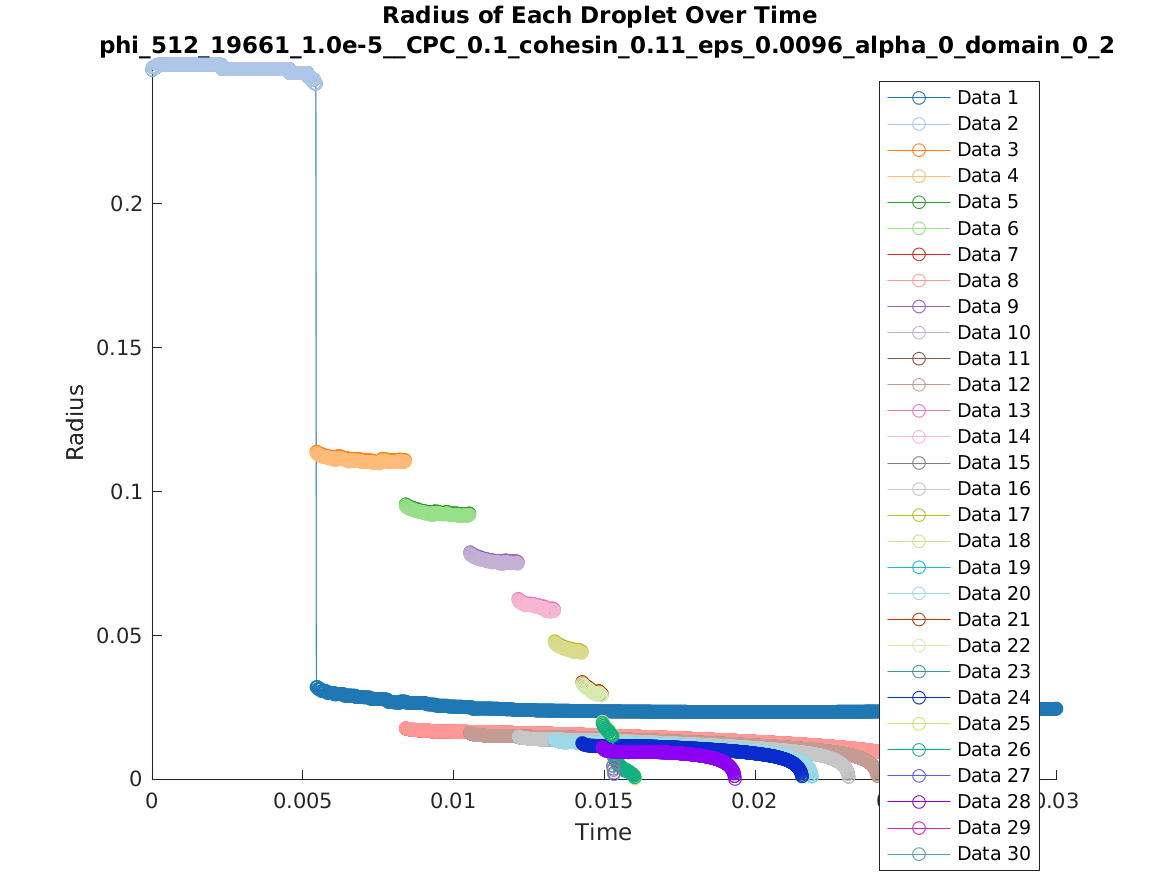 Radius of Each Droplet Over Time
phi_512_19661_1.0e-5__CPC_0.1_cohesin_0.11_eps_0.0096_alpha_0_domain_0_2
Radius
0.2
0.15
0.1
0.05
0
0
0.005
0.01
0.015
0.02
0.03
Time
Data 1
Data 2
Data 3
Data 4
Data 5
Data 6
Data 7
Data 8
Data 9
Data 10
Data 11
Data 12
Data 13
Data 14
Data 15
Data 16
Data 17
Data 18
Data 19
Data 20
Data 21
Data 22
Data 23
Data 24
Data 25
Data 26
Data 27
Data 28
Data 29
Data 30